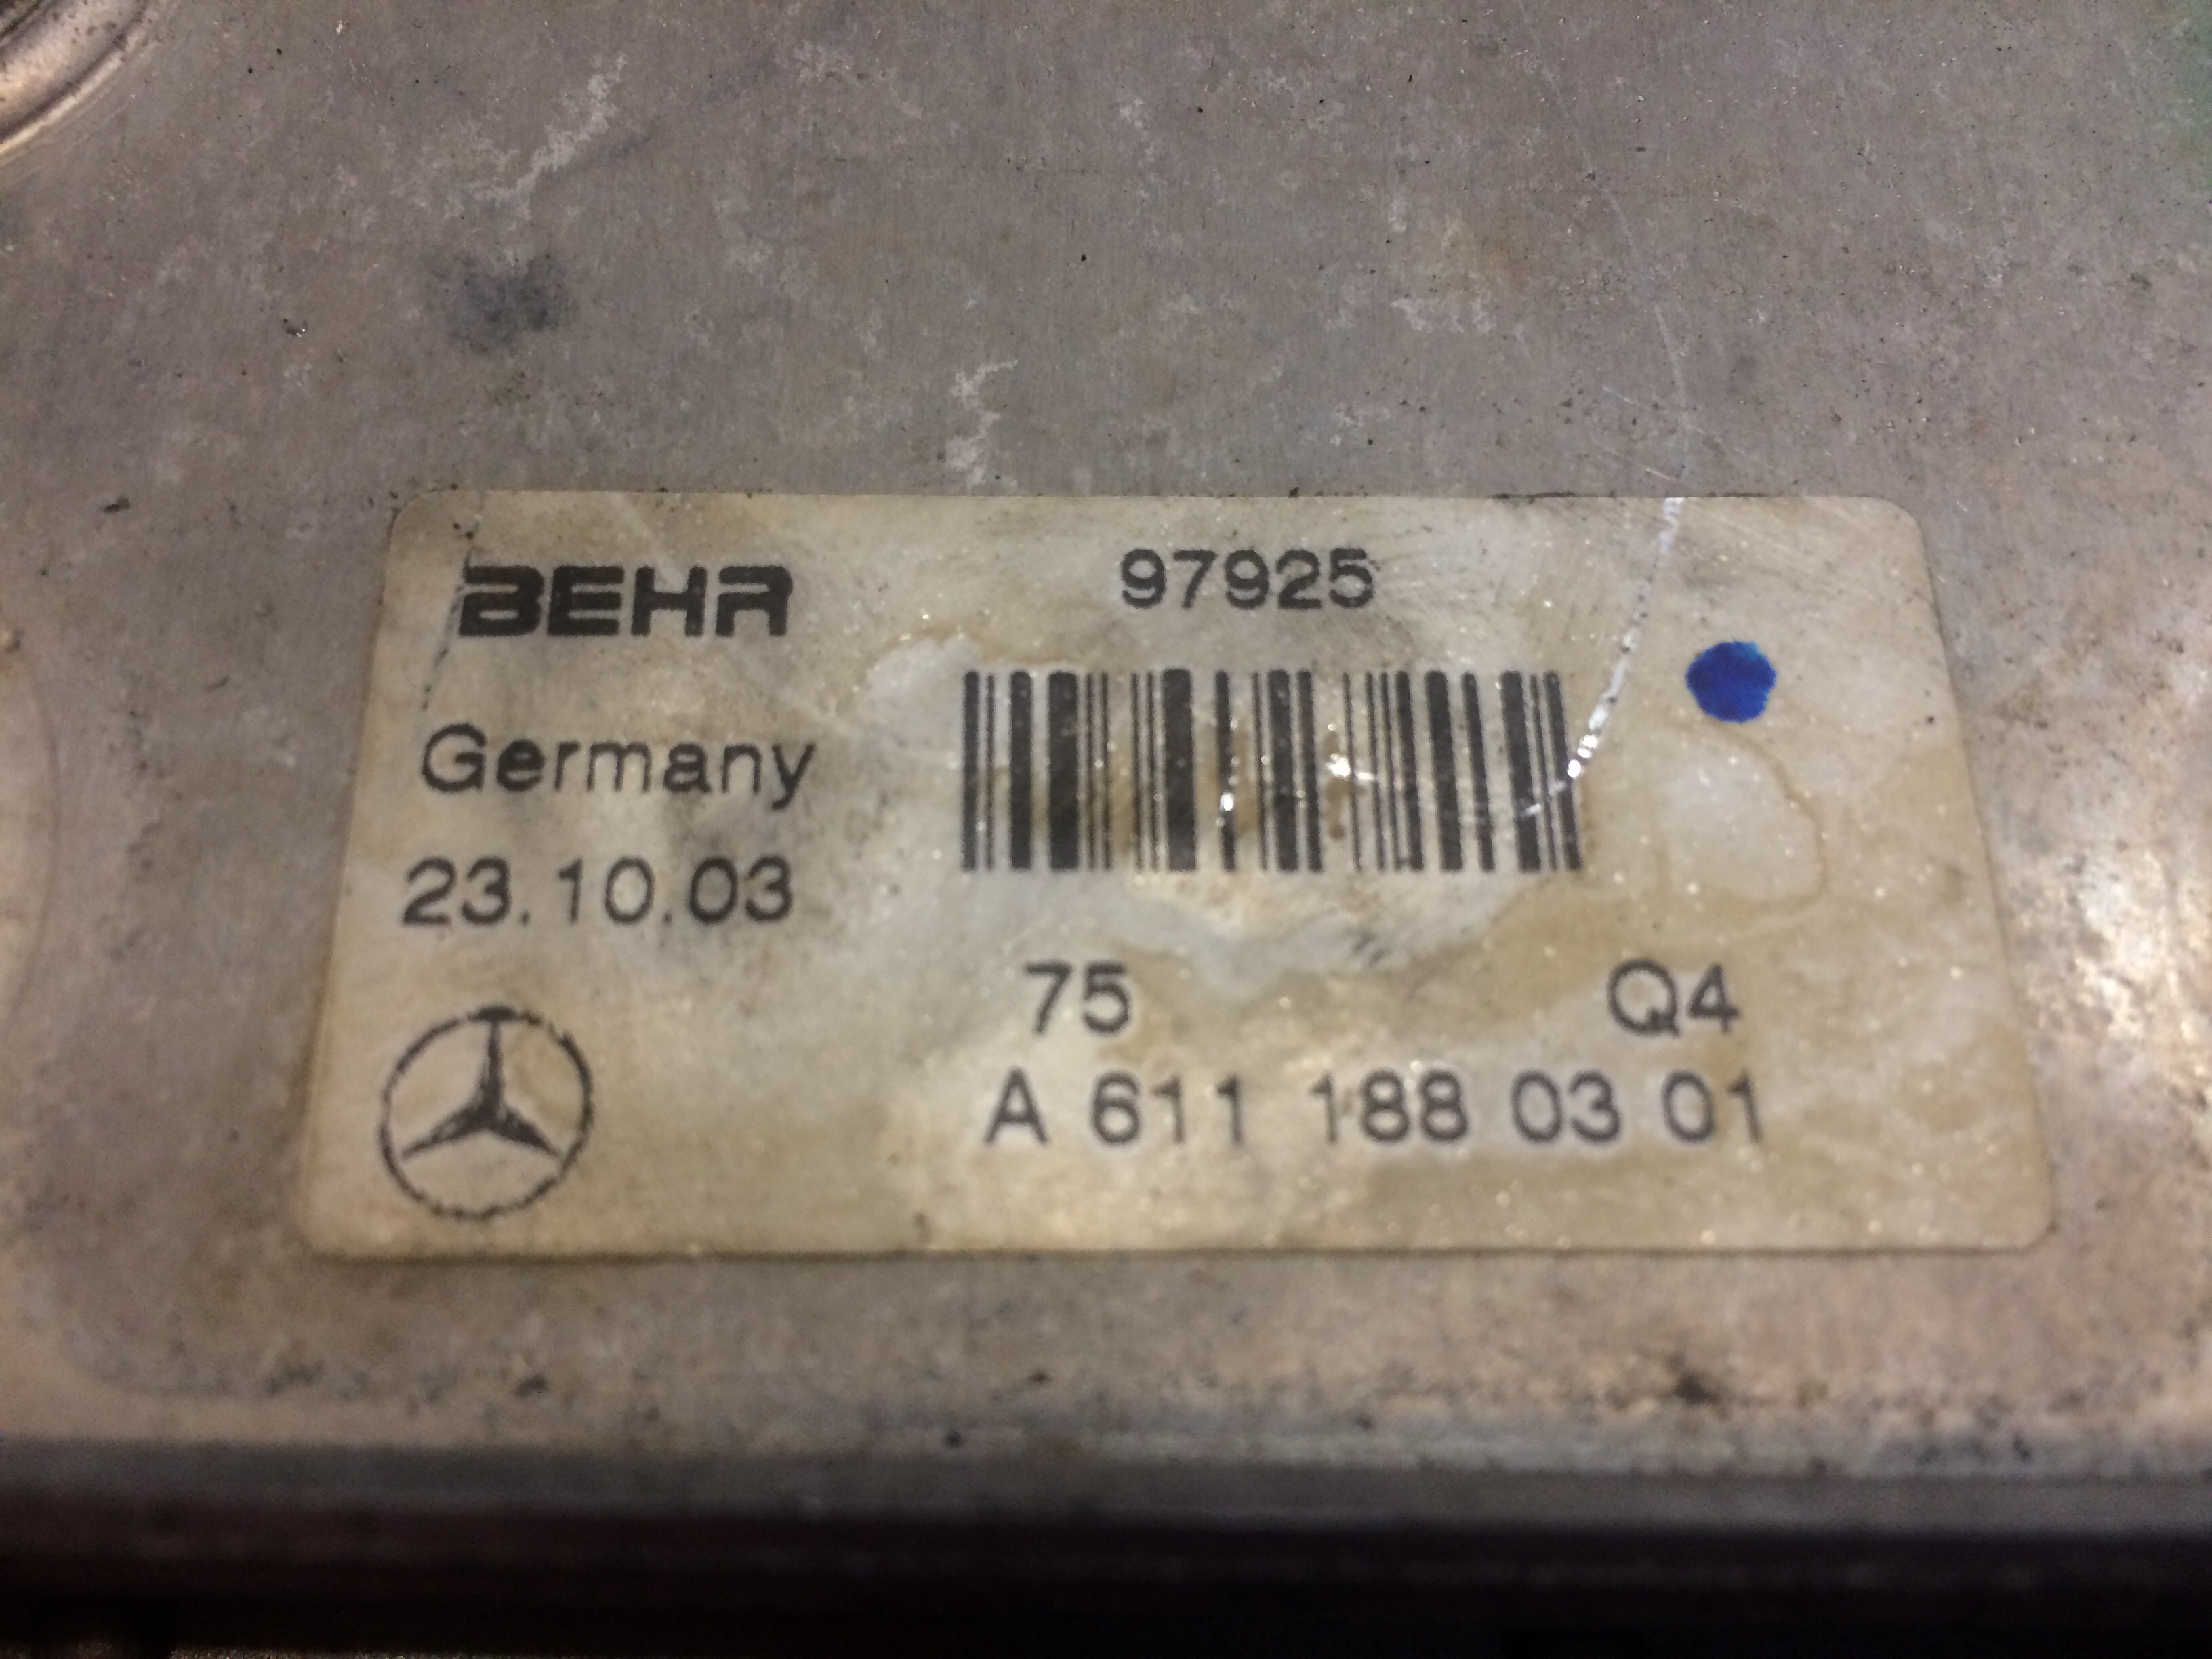 BEHR
97925
Germany
23.10.03
75 Q4
A 611 188 03 01